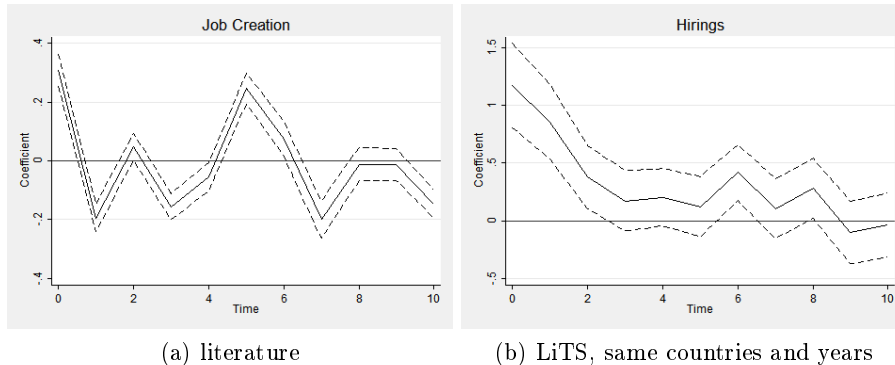 Job Creation
Coefficient
.4
.2
0
-.2
-.4
0 2 4 6 8 10
Time
(a) literature
Hirings
Coefficient
1.5
1
.5
0
-.5
0 2 4 6 8 10
Time
(b) LiTS, same countries and years